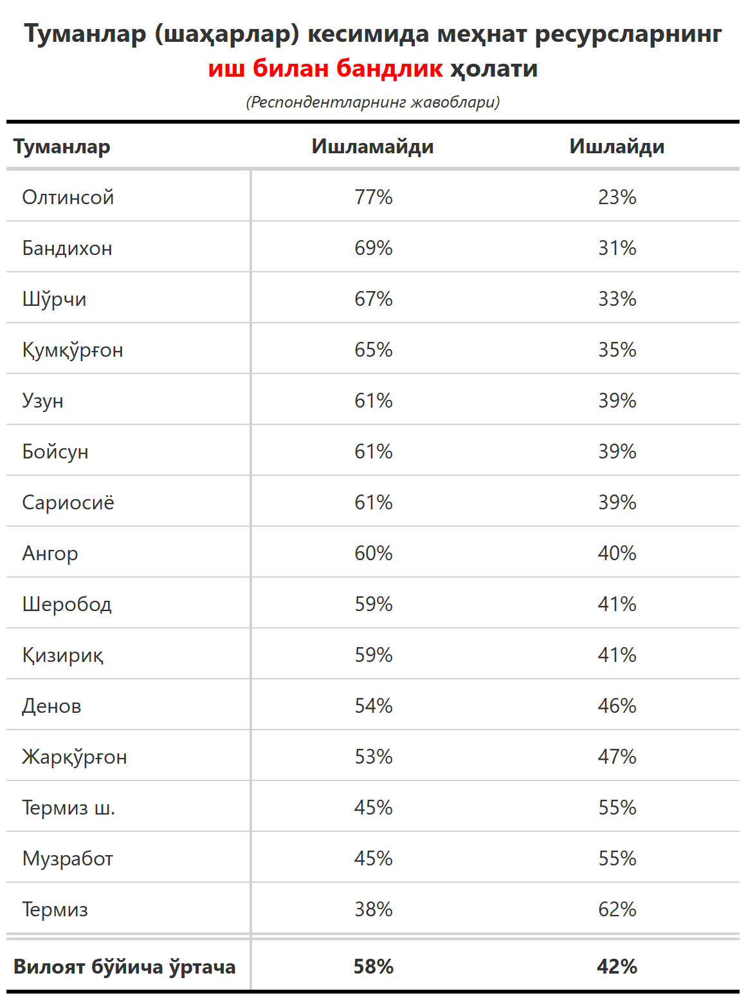 Туманлар (шаҳарлар) кесимида меҳнат ресурсларнинг
иш билан бандлик ҳолати
(Респондентларнинг жавоблари)
Туманлар Ишламайди Ишлайди
Олтинсой 77% 23%
Бандихон 69% 31%
Шўрчи 67% 33%
Қумқўрғон 65% 35%
Узун 61% 39%
Бойсун 61% 39%
Сариосиё 61% 39%
Ангор 60% 40%
Шеробод 59% 41%
Қизириқ 59% 41%
Денов 54% 46%
Жарқўрғон 53% 47%
Термиз ш. 45% 55%
Музработ 45% 55%
Термиз 38% 62%
Вилоят бўйича ўртача 58% 42%